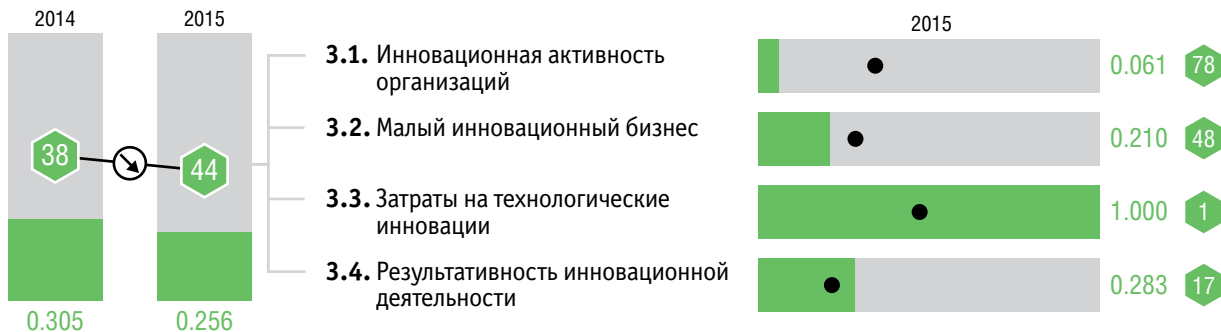 2014
2015
2015
3.1. Инновационная активность
организаций
0.061
78
3.2. Малый инновационный бизнес
0.210
48
38
44
3.3. Затраты на технологические
инновации
1.000
1
3.4. Результативность инновационной
деятельности
0.283
17
0.305
0.256